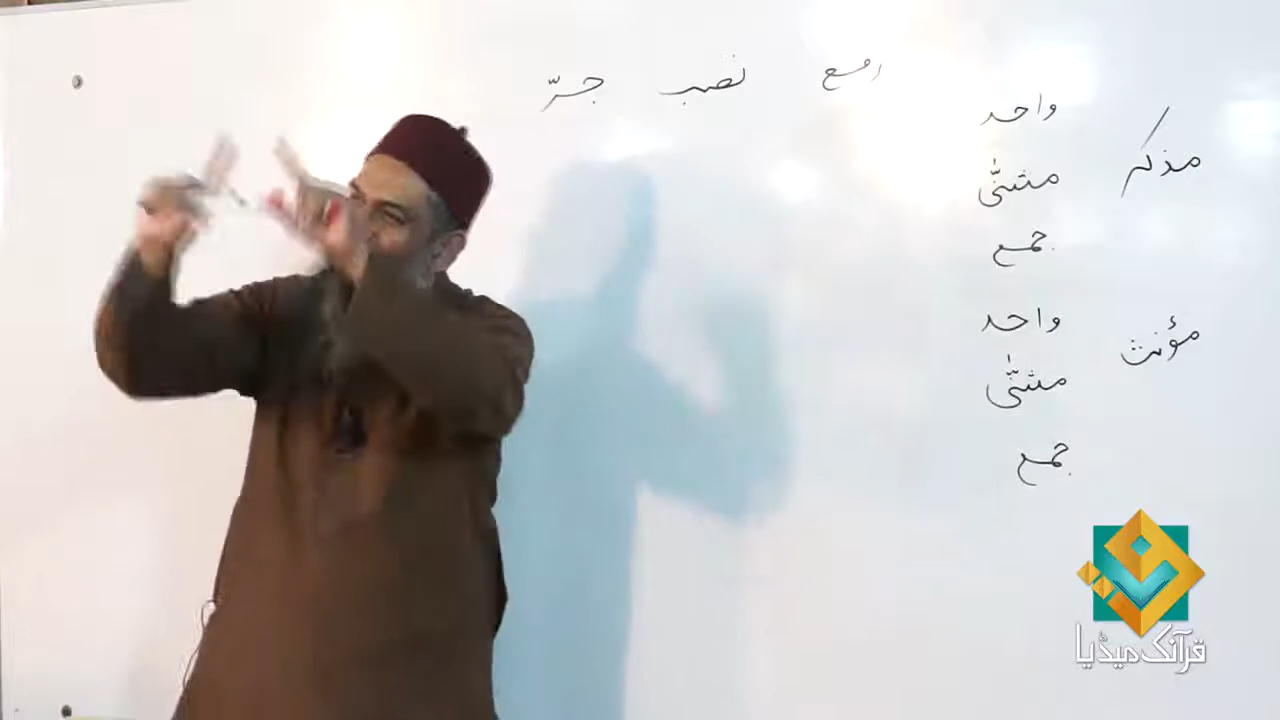 رفع نصب جرّ
مذکر
واحد
مثنّٰی
جمع
مؤنث
واحد
مثنّٰی
جمع
قرآنک میڈیا